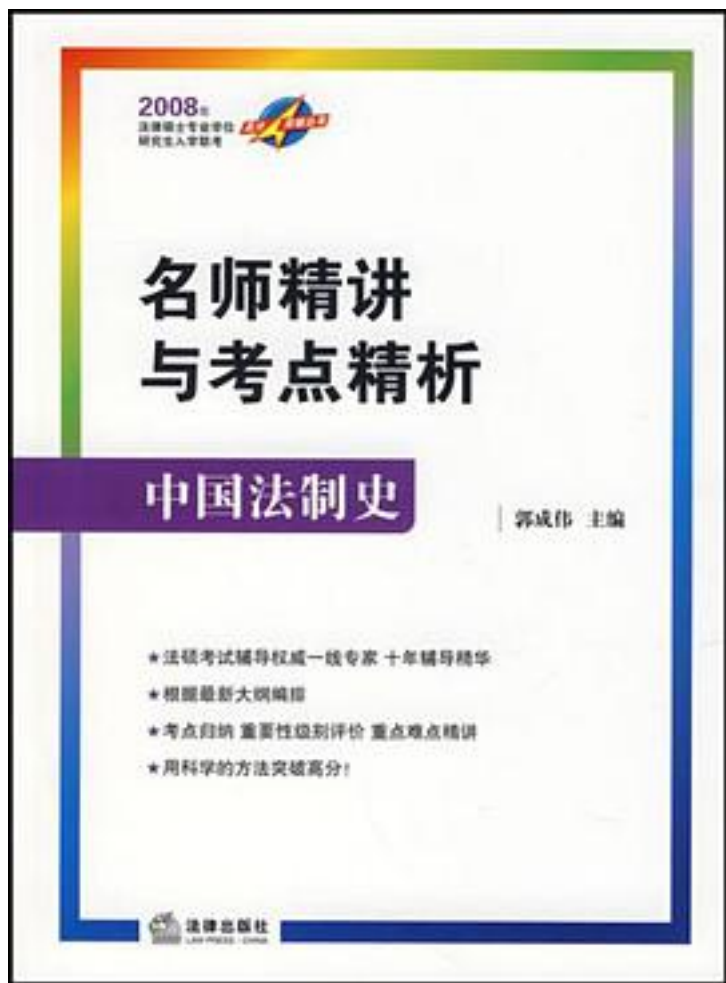 2008年
法律硕士专业学位
研究生入学联考
名师精讲
与考点精析
中国法制史
郭成伟 主编
★法硕考试辅导权威一线专家 十年辅导精华
★根据最新大纲编排
★考点归纳 重要性级别评价 重点难点精讲
★用科学的方法突破高分!
法律出版社
LAW PRESS·CHINA